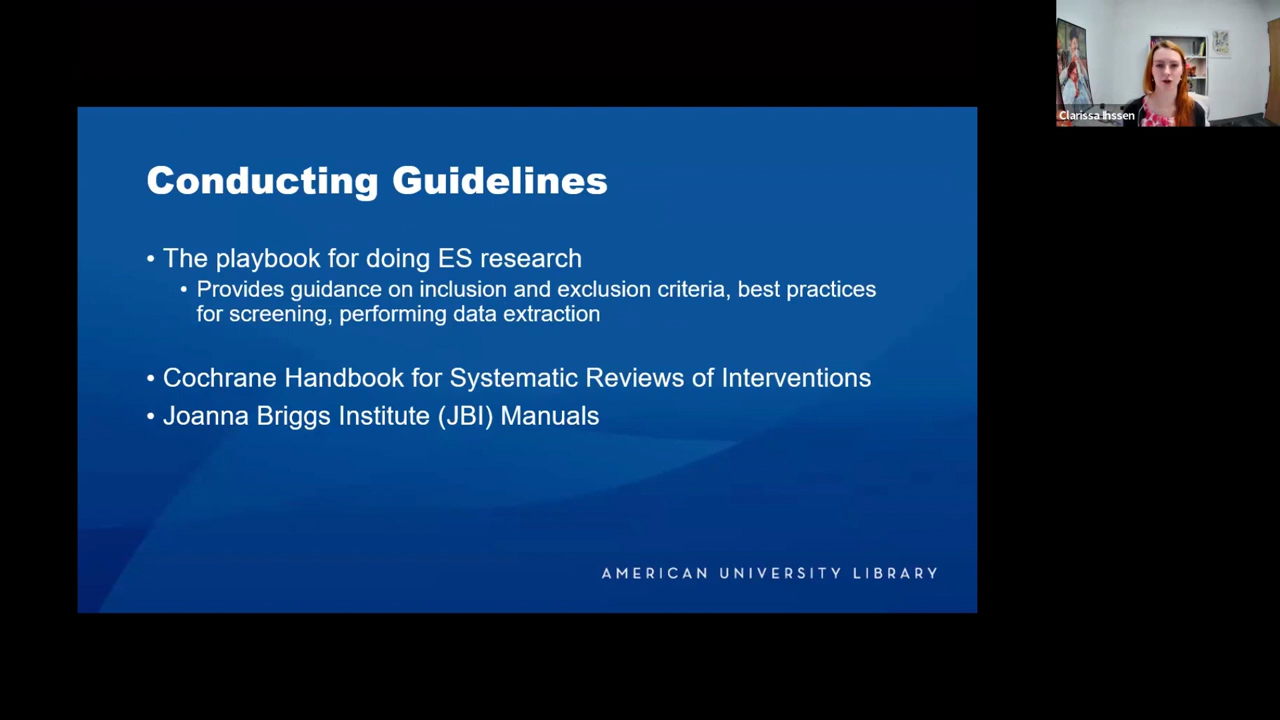 Conducting Guidelines
• The playbook for doing ES research
• Provides guidance on inclusion and exclusion criteria, best practices
for screening, performing data extraction
• Cochrane Handbook for Systematic Reviews of Interventions
• Joanna Briggs Institute (JBI) Manuals
AMERICAN UNIVERSITY LIBRARY
Clarissa Ihssen